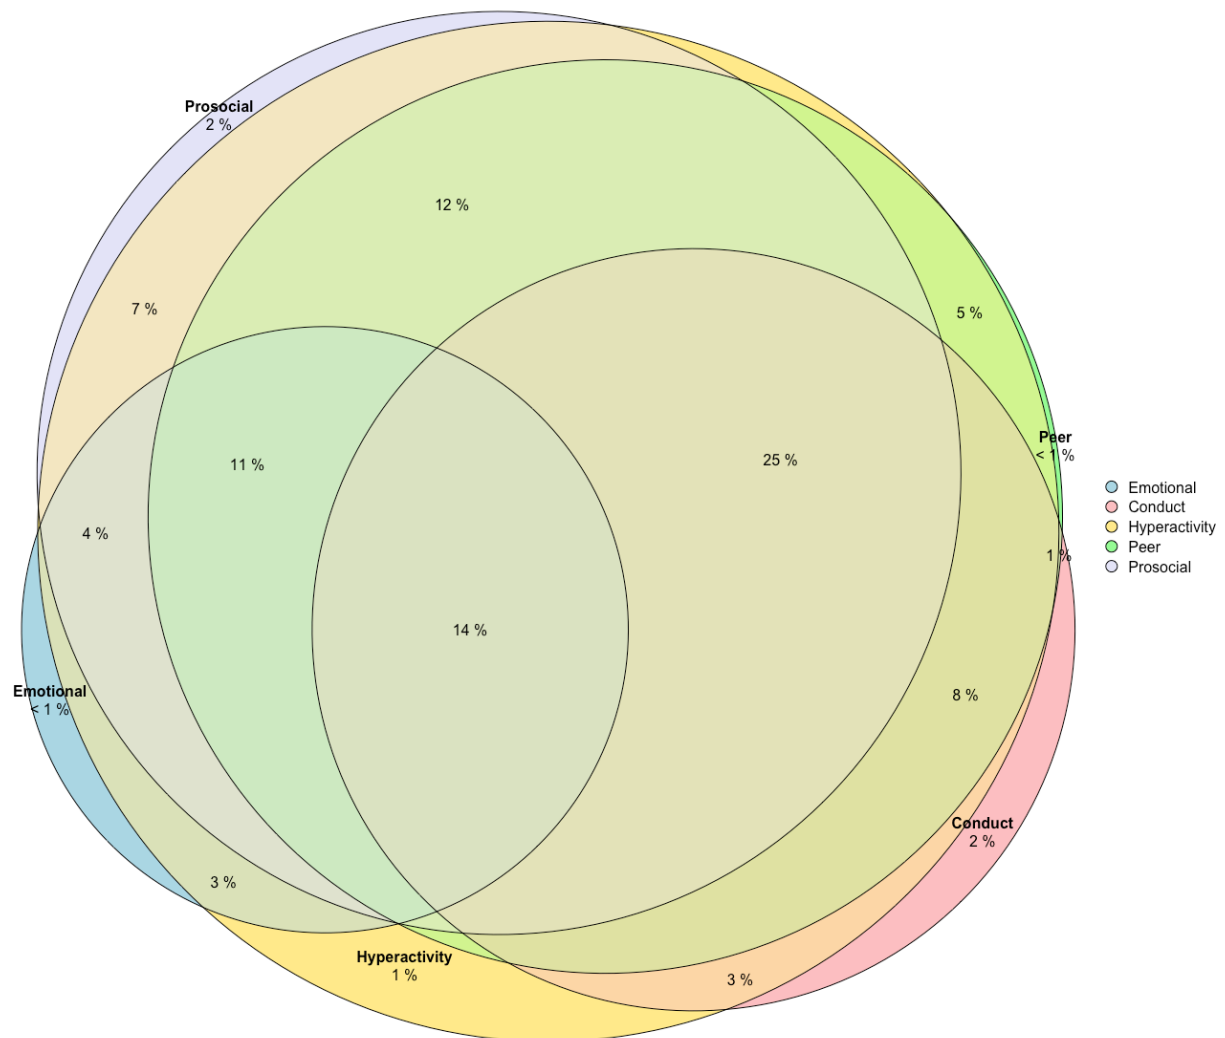 Prosocial
2 %
12 %
7 %
5 %
Peer
< 1 %
25 %
11 %
4 %
1 %
14 %
Emotional
< 1 %
8 %
Conduct
2 %
3 %
Hyperactivity
1 %
3 %
Emotional
Conduct
Hyperactivity
Peer
Prosocial